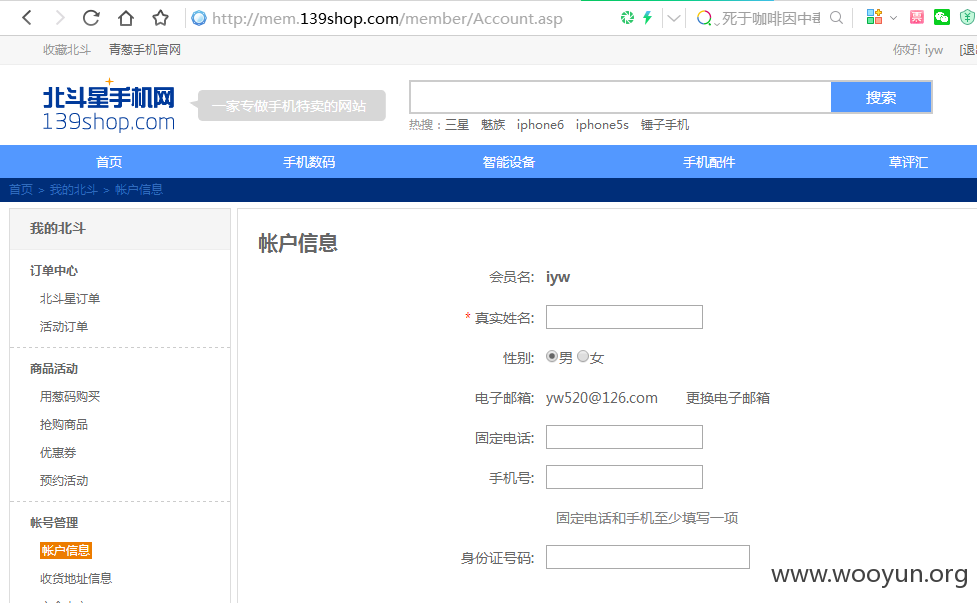 http://mem.139shop.com/member/Account.asp
死于咖啡因中毒
收藏北斗 青葱手机官网 你好! iyw [退
北斗星手机网
139shop.com
一家专做手机特卖的网站
搜索
热搜：三星 魅族 iphone6 iphone5s 锤子手机
首页 手机数码 智能设备 手机配件 草评汇
首页 > 我的北斗 > 帐户信息
我的北斗
订单中心
北斗星订单
活动订单
商品活动
用葱码购买
抢购商品
优惠券
预约活动
帐号管理
帐户信息
收货地址信息
帐户信息
会员名: iyw
* 真实姓名:
性别: 男 女
电子邮箱: yw520@126.com 更换电子邮箱
固定电话:
手机号:
固定电话和手机至少填写一项
身份证号码:
www.wooyun.org